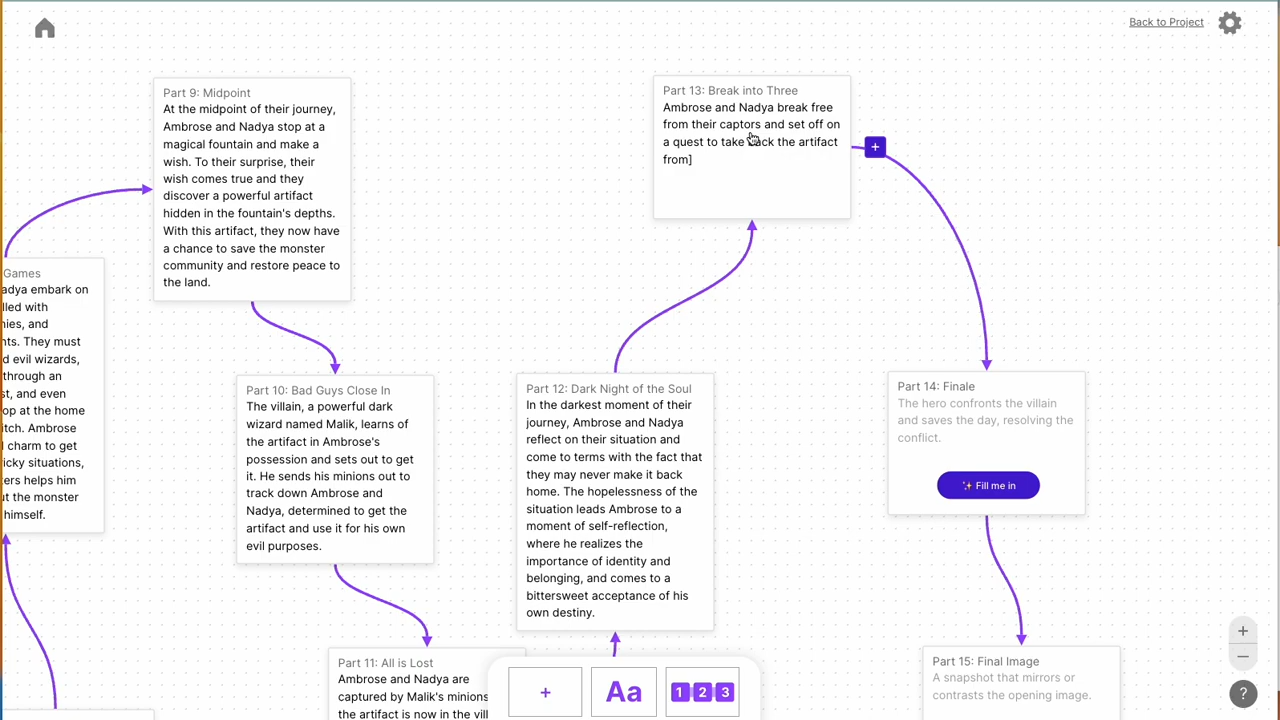 Back to Project
Games
adya embark on
lled with
nies, and
nts. They must
d evil wizards,
through an
st, and even
op at the home
itch. Ambrose
charm to get
icky situations,
ers helps him
ut the monster
himself.
Part 9: Midpoint
At the midpoint of their journey,
Ambrose and Nadya stop at a
magical fountain and make a
wish. To their surprise, their
wish comes true and they
discover a powerful artifact
hidden in the fountain's depths.
With this artifact, they now have
a chance to save the monster
community and restore peace to
the land.
Part 10: Bad Guys Close In
The villain, a powerful dark
wizard named Malik, learns of
the artifact in Ambrose's
possession and sets out to get
it. He sends his minions out to
track down Ambrose and
Nadya, determined to get the
artifact and use it for his own
evil purposes.
Part 11: All is Lost
Ambrose and Nadya are
captured by Malik's minions
the artifact is now in the vill
Part 12: Dark Night of the Soul
In the darkest moment of their
journey, Ambrose and Nadya
reflect on their situation and
come to terms with the fact that
they may never make it back
home. The hopelessness of the
situation leads Ambrose to a
moment of self-reflection,
where he realizes the
importance of identity and
belonging, and comes to a
bittersweet acceptance of his
own destiny.
Part 13: Break into Three
Ambrose and Nadya break free
from their captors and set off on
a quest to take back the artifact
from]
+
Part 14: Finale
The hero confronts the villain
and saves the day, resolving the
conflict.
Fill me in
Part 15: Final Image
A snapshot that mirrors or
contrasts the opening image.
+ Aa 1 2 3
+
−
?